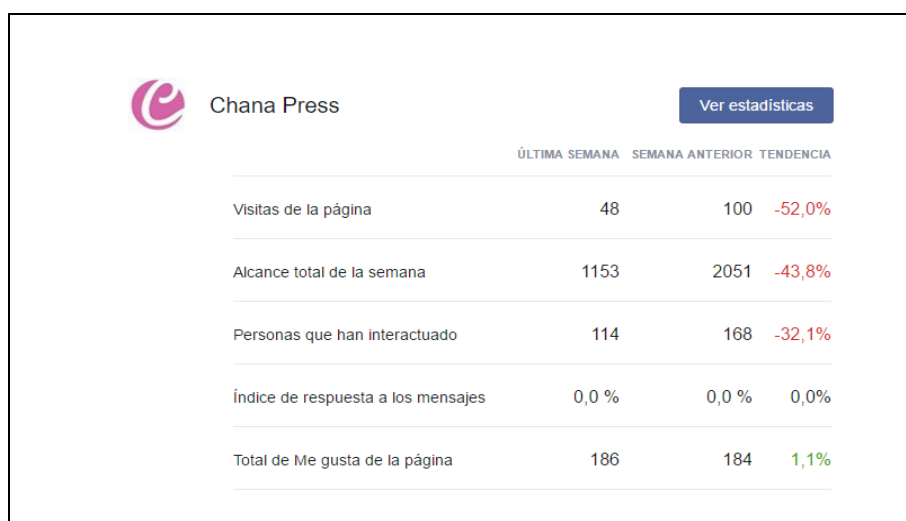 Chana Press
Ver estadísticas
ÚLTIMA SEMANA SEMANA ANTERIOR TENDENCIA
Visitas de la página 48 100 -52,0%
Alcance total de la semana 1153 2051 -43,8%
Personas que han interactuado 114 168 -32,1%
Índice de respuesta a los mensajes 0,0 % 0,0 % 0,0%
Total de Me gusta de la página 186 184 1,1%